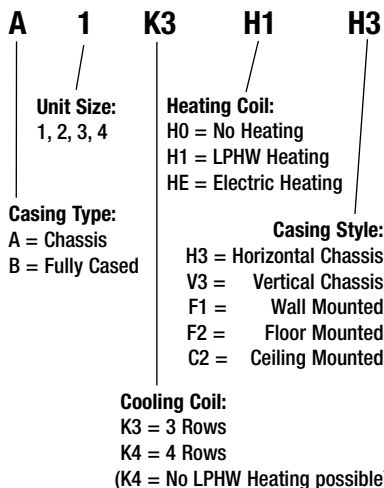 A 1 K3 H1 H3
Unit Size:
1, 2, 3, 4
Heating Coil:
H0 = No Heating
H1 = LPHW Heating
HE = Electric Heating
Casing Type:
A = Chassis
B = Fully Cased
Casing Style:
H3 = Horizontal Chassis
V3 = Vertical Chassis
F1 = Wall Mounted
F2 = Floor Mounted
C2 = Ceiling Mounted
Cooling Coil:
K3 = 3 Rows
K4 = 4 Rows
(K4 = No LPHW Heating possible)